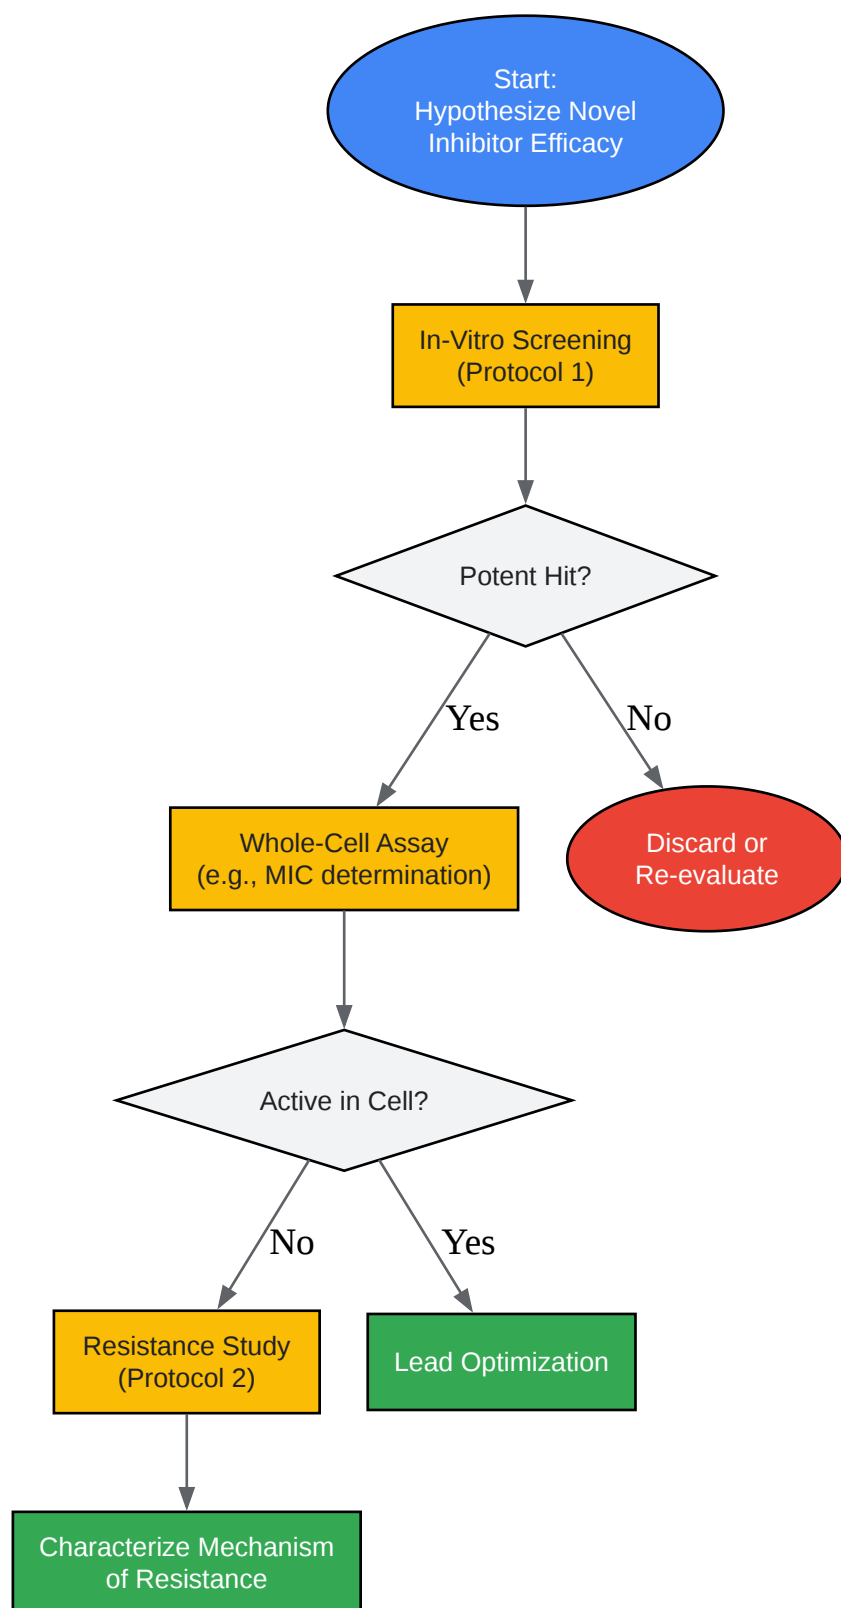 Start:
Hypothesize Novel
Inhibitor Efficacy
In-Vitro Screening
(Protocol 1)
Potent Hit?
Yes
No
Whole-Cell Assay
(e.g., MIC determination)
Discard or
Re-evaluate
Active in Cell?
No
Yes
Resistance Study
(Protocol 2)
Lead Optimization
Characterize Mechanism
of Resistance